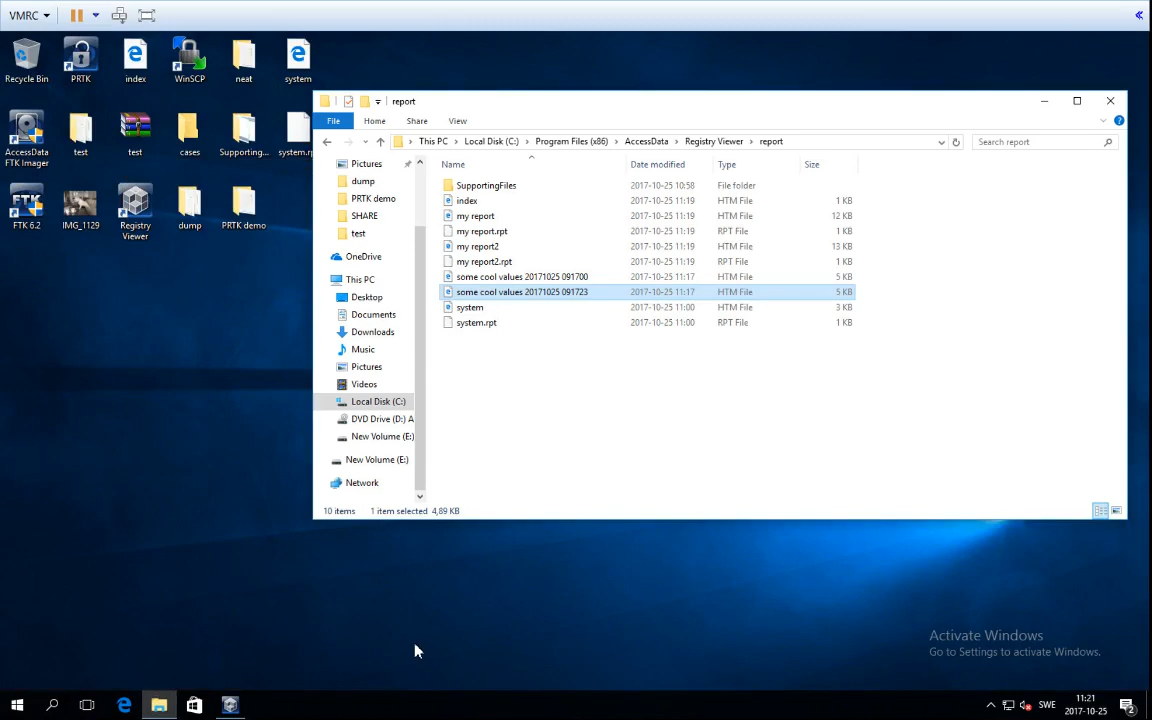 VMRC
Recycle Bin
PRTK
index
WinSCP
neat
system
AccessData
FTK Imager
test
test
cases
Supporting...
system.r
FTK 6.2
IMG_1129
Registry
Viewer
dump
PRTK demo
report
File
Home
Share
View
This PC > Local Disk (C:) > Program Files (x86) > AccessData > Registry Viewer > report
Search report
Pictures
dump
PRTK demo
SHARE
test
OneDrive
This PC
Desktop
Documents
Downloads
Music
Pictures
Videos
Local Disk (C:)
DVD Drive (D:) A
New Volume (E:)
New Volume (E:)
Network
Name Date modified Type Size
SupportingFiles 2017-10-25 10:58 File folder
index 2017-10-25 11:19 HTM File 1 KB
my report 2017-10-25 11:19 HTM File 12 KB
my report.rpt 2017-10-25 11:19 RPT File 1 KB
my report2 2017-10-25 11:19 HTM File 13 KB
my report2.rpt 2017-10-25 11:19 RPT File 1 KB
some cool values 20171025 091700 2017-10-25 11:17 HTM File 5 KB
some cool values 20171025 091723 2017-10-25 11:17 HTM File 5 KB
system 2017-10-25 11:00 HTM File 3 KB
system.rpt 2017-10-25 11:00 RPT File 1 KB
10 items 1 item selected 4,89 KB
Activate Windows
Go to Settings to activate Windows.
SWE
11:21
2017-10-25
2